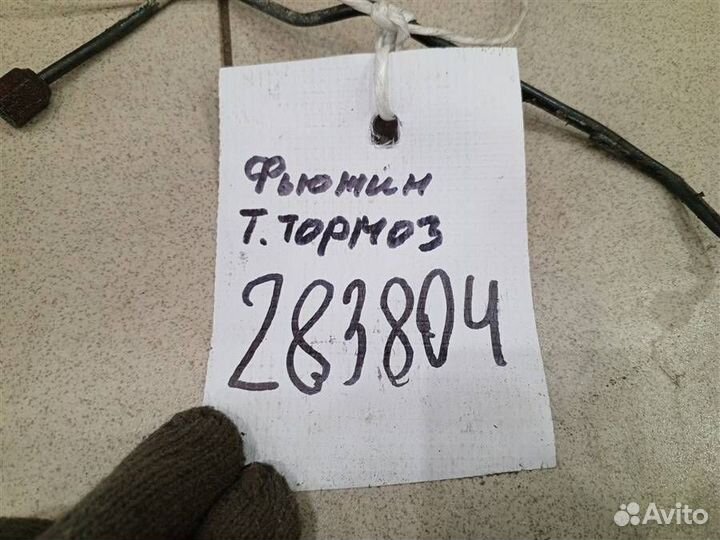 Фьюжин
Т.тормоз
283804
Avito